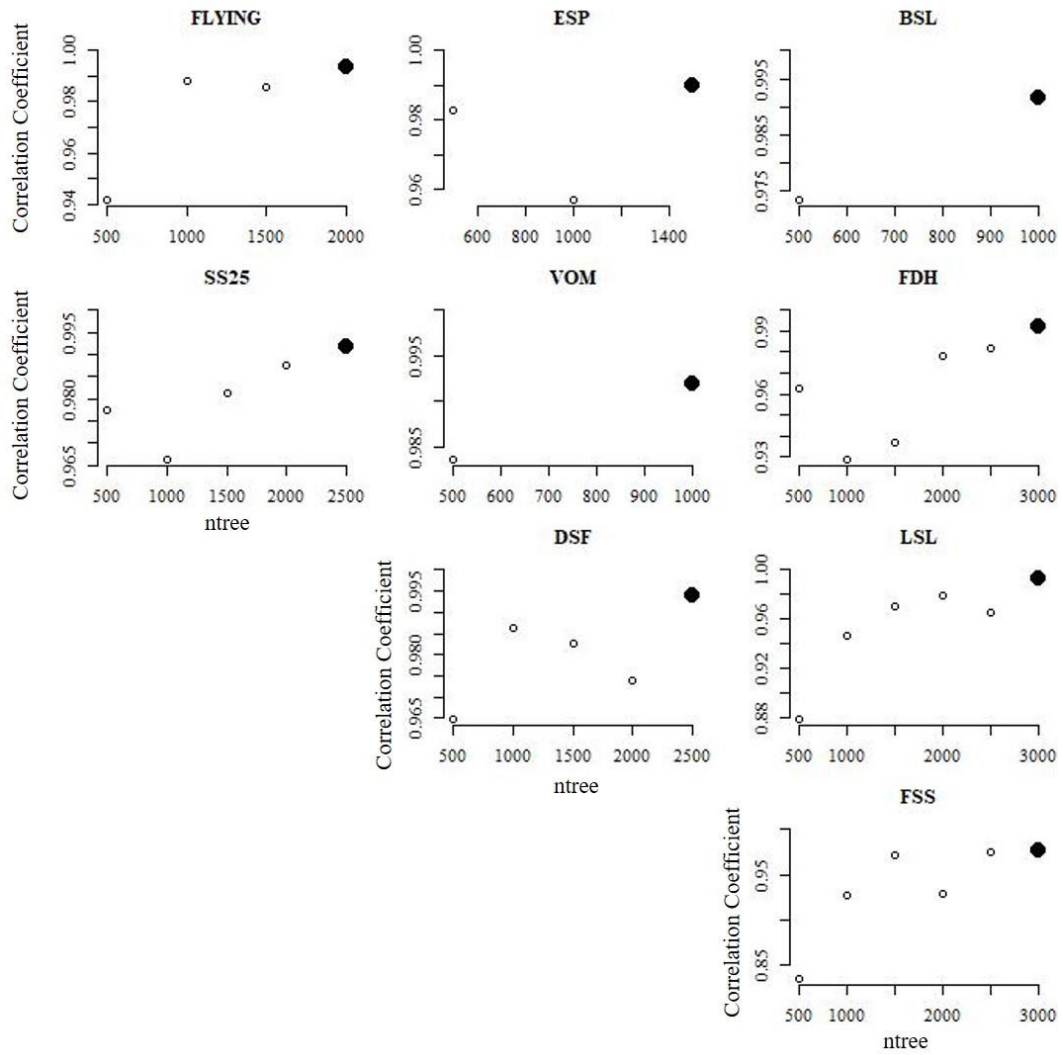 FLYING ESP BSL
Correlation Coefficient
1.00
0.98
0.96
0.94
500 1000 1500 2000
1.00
0.98
0.96
600 800 1000 1400
0.995
0.985
0.975
500 600 700 800 900 1000
SS25 VOM FDH
Correlation Coefficient
0.995
0.980
0.965
500 1000 1500 2000 2500
ntree
0.995
0.985
500 600 700 800 900 1000
0.99
0.96
0.93
500 1000 2000 3000
DSF LSL
Correlation Coefficient
0.995
0.980
0.965
500 1000 1500 2000 2500
ntree
1.00
0.96
0.92
0.88
500 1000 2000 3000
FSS
Correlation Coefficient
0.95
0.85
500 1000 2000 3000
ntree